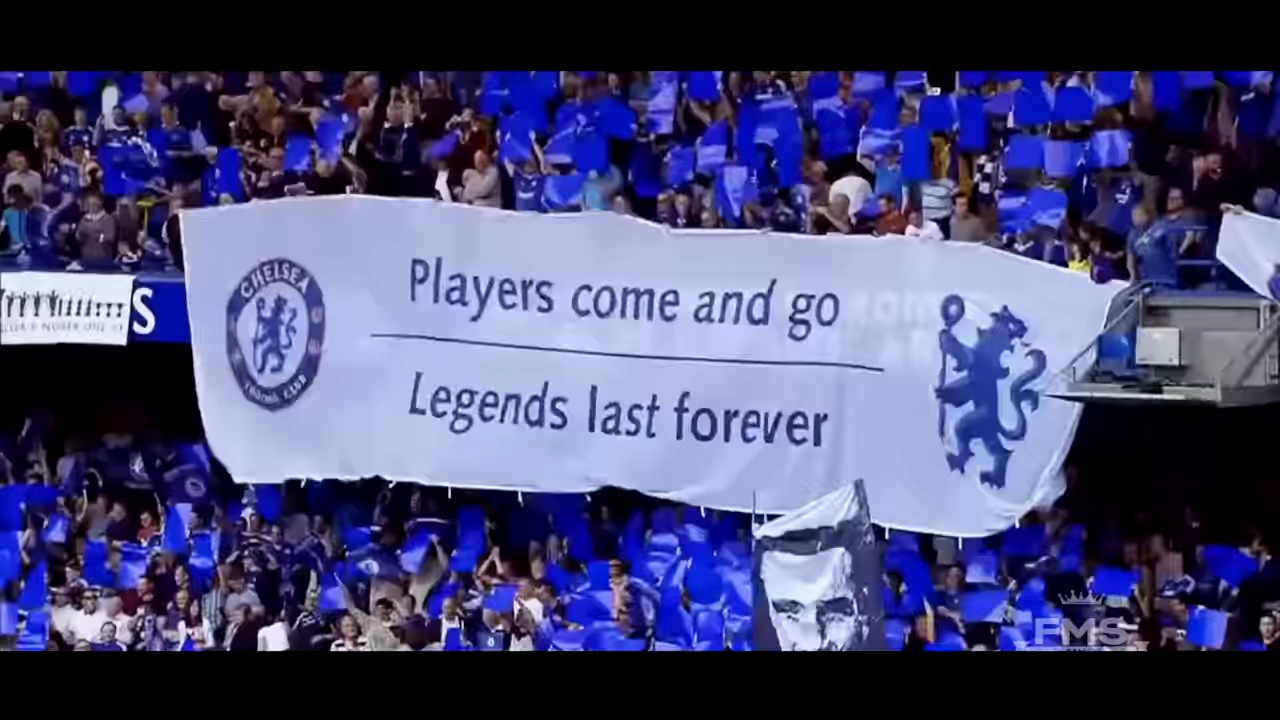 CHELSEA
FOOTBALL CLUB
Players come and go
Legends last forever
S
FMS